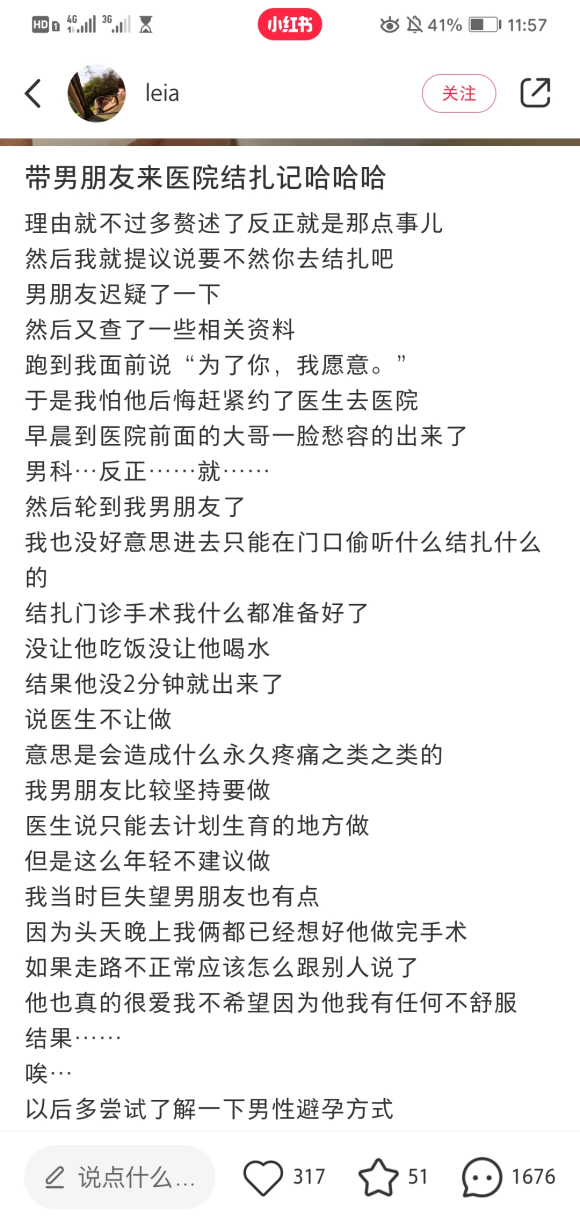 HD 4G 3G 小红书 41% 11:57
leia 关注
带男朋友来医院结扎记哈哈哈
理由就不过多赘述了反正就是那点事儿
然后我就提议说要不然你去结扎吧
男朋友迟疑了一下
然后又查了一些相关资料
跑到我面前说“为了你，我愿意。”
于是我怕他后悔赶紧约了医生去医院
早晨到医院前面的大哥一脸愁容的出来了
男科…反正……就……
然后轮到我男朋友了
我也没好意思进去只能在门口偷听什么结扎什么
的
结扎门诊手术我什么都准备好了
没让他吃饭没让他喝水
结果他没2分钟就出来了
说医生不让做
意思是会造成什么永久疼痛之类之类的
我男朋友比较坚持要做
医生说只能去计划生育的地方做
但是这么年轻不建议做
我当时巨失望男朋友也有点
因为头天晚上我俩都已经想好他做完手术
如果走路不正常应该怎么跟别人说了
他也真的很爱我不希望因为他我有任何不舒服
结果……
唉…
以后多尝试了解一下男性避孕方式
说点什么... 317 51 1676